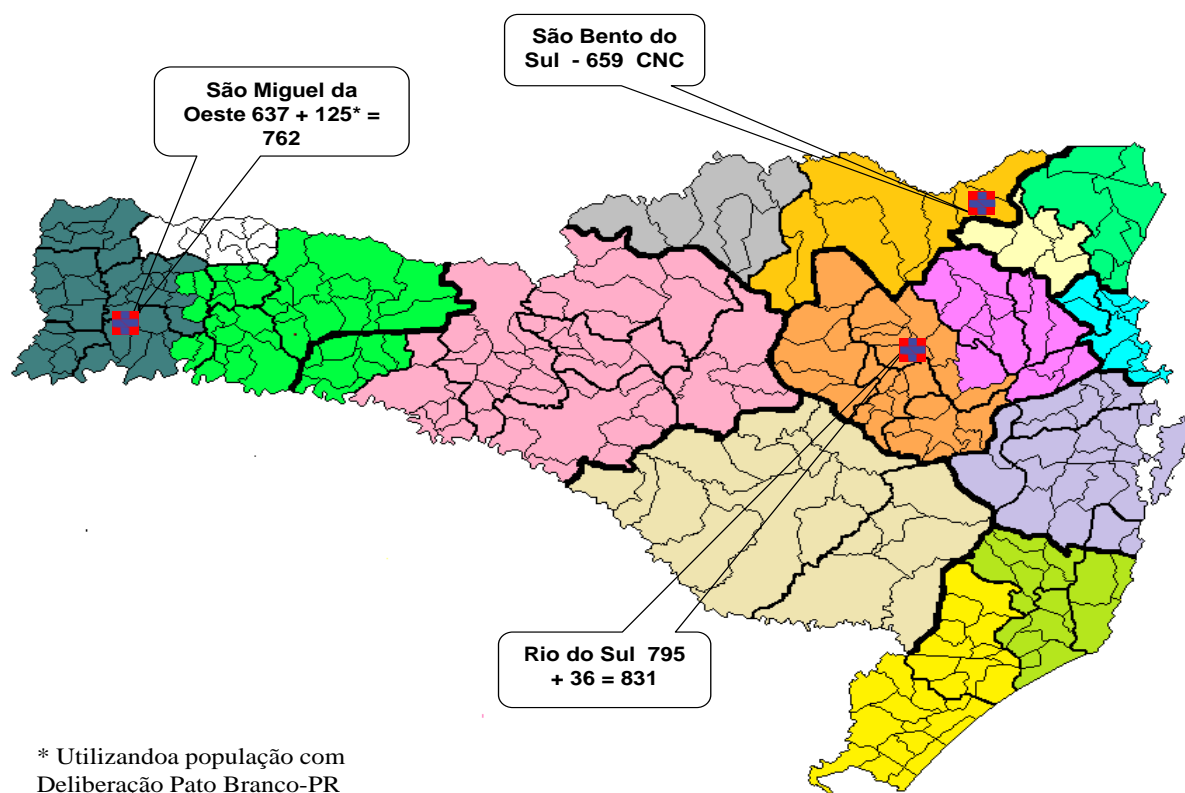 São Bento do
Sul - 659 CNC
São Miguel da
Oeste 637 + 125* =
762
Rio do Sul 795
+ 36 = 831
* Utilizandoa população com
Deliberacão Pato Branco-PR